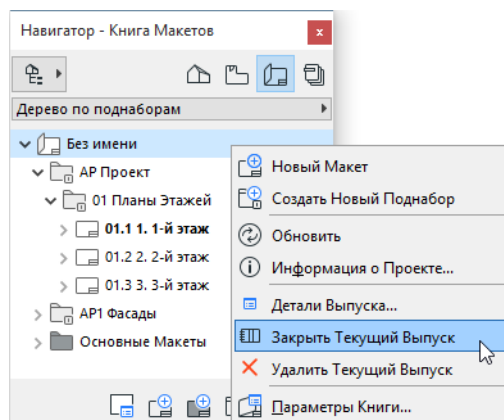 Навигатор - Книга Макетов
Дерево по поднаборам
Без имени
АР Проект
01 Планы Этажей
01.1 1. 1-й этаж
01.2 2. 2-й этаж
01.3 3. 3-й этаж
АР1 Фасады
Основные Макеты
Новый Макет
Создать Новый Поднабор
Обновить
Информация о Проекте...
Детали Выпуска...
Закрыть Текущий Выпуск
Удалить Текущий Выпуск
Параметры Книги...